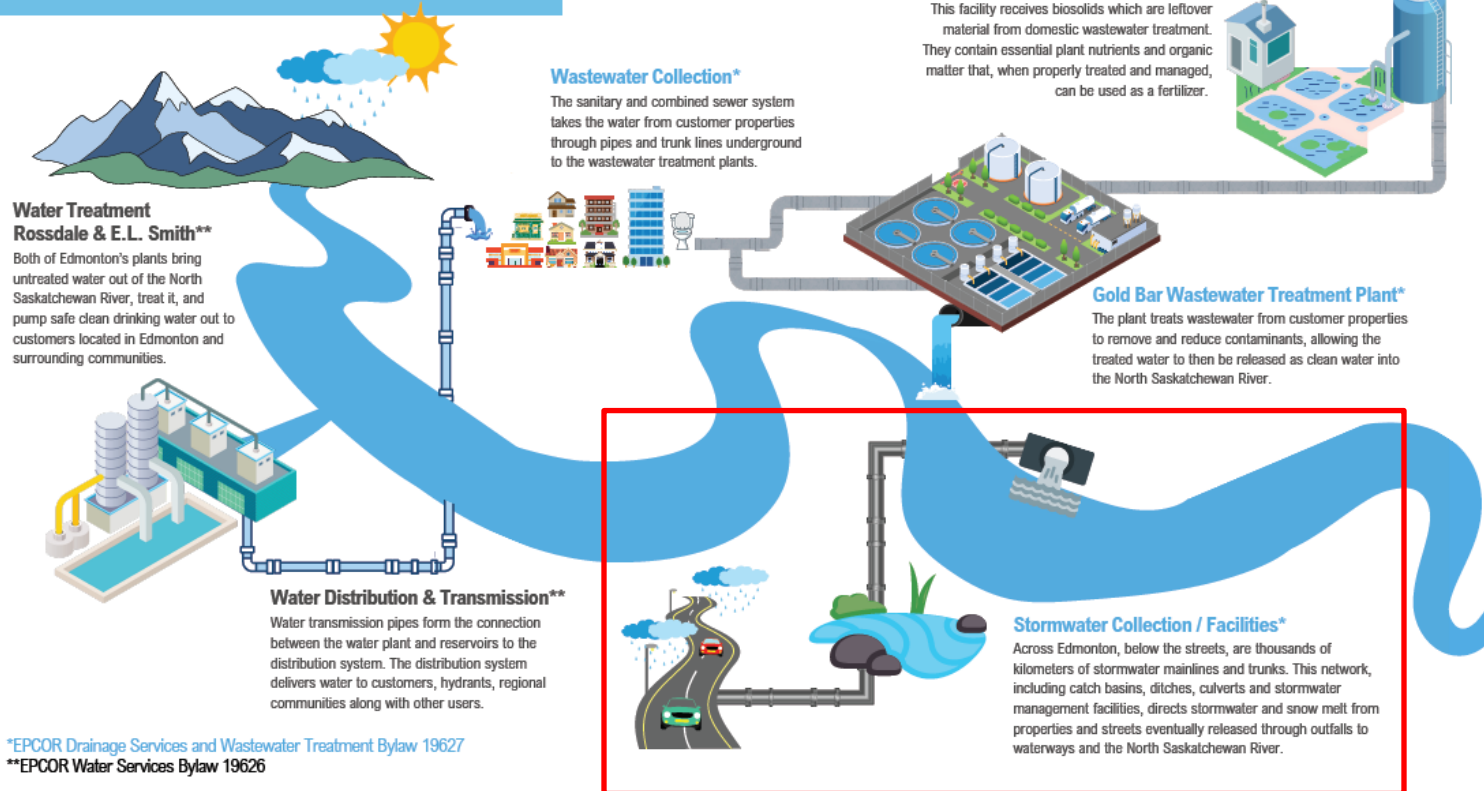 This facility receives biosolids which are leftover
material from domestic wastewater treatment.
They contain essential plant nutrients and organic
matter that, when properly treated and managed,
can be used as a fertilizer.
Wastewater Collection*
The sanitary and combined sewer system
takes the water from customer properties
through pipes and trunk lines underground
to the wastewater treatment plants.
Water Treatment
Rossdale & E.L. Smith**
Both of Edmonton's plants bring
untreated water out of the North
Saskatchewan River, treat it, and
pump safe clean drinking water out to
customers located in Edmonton and
surrounding communities.
Gold Bar Wastewater Treatment Plant*
The plant treats wastewater from customer properties
to remove and reduce contaminants, allowing the
treated water to then be released as clean water into
the North Saskatchewan River.
Water Distribution & Transmission**
Water transmission pipes form the connection
between the water plant and reservoirs to the
distribution system. The distribution system
delivers water to customers, hydrants, regional
communities along with other users.
Stormwater Collection / Facilities*
Across Edmonton, below the streets, are thousands of
kilometers of stormwater mainlines and trunks. This network,
including catch basins, ditches, culverts and stormwater
management facilities, directs stormwater and snow melt from
properties and streets eventually released through outfalls to
waterways and the North Saskatchewan River.
*EPCOR Drainage Services and Wastewater Treatment Bylaw 19627
**EPCOR Water Services Bylaw 19626